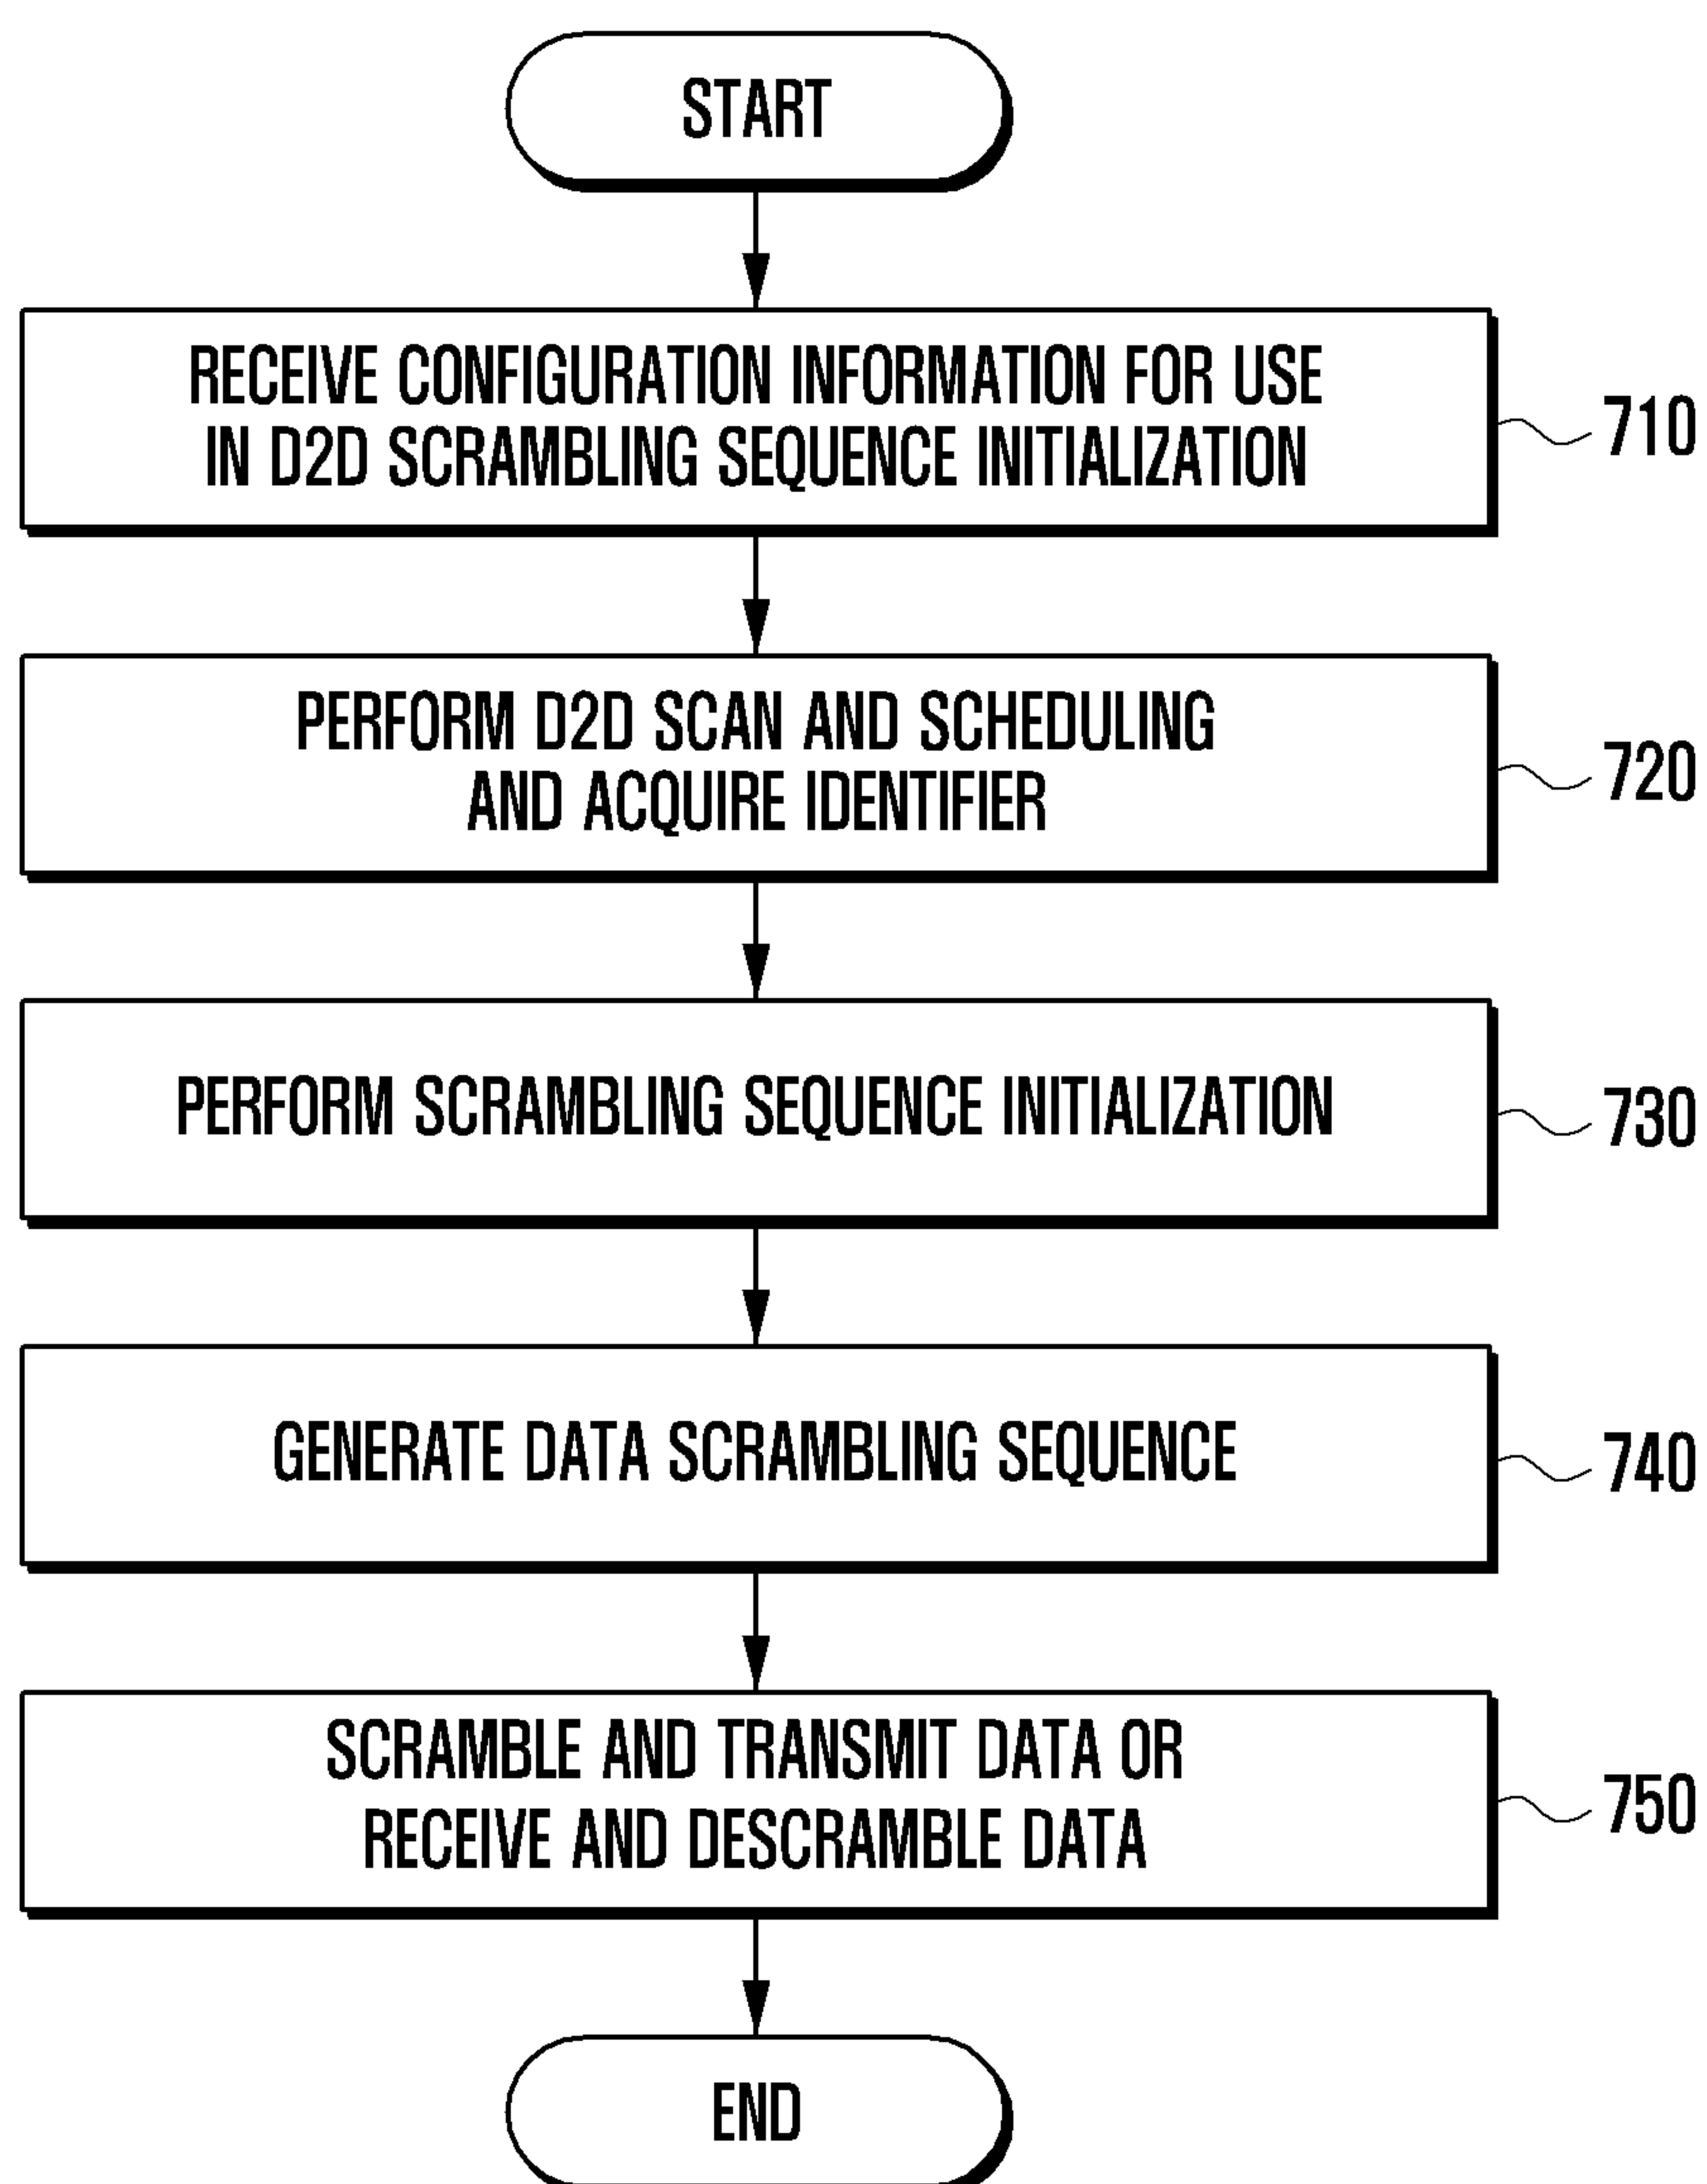 START
RECEIVE CONFIGURATION INFORMATION FOR USE
IN D2D SCRAMBLING SEQUENCE INITIALIZATION
710
PERFORM D2D SCAN AND SCHEDULING
AND ACQUIRE IDENTIFIER
720
PERFORM SCRAMBLING SEQUENCE INITIALIZATION
730
GENERATE DATA SCRAMBLING SEQUENCE
740
SCRAMBLE AND TRANSMIT DATA OR
RECEIVE AND DESCRAMBLE DATA
750
END